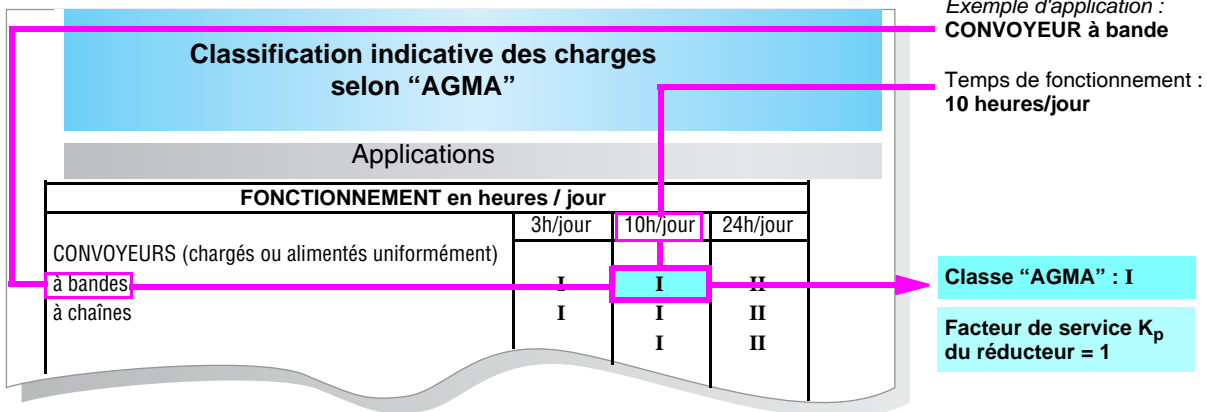 Exemple d'application :
CONVOYEUR à bande
Temps de fonctionnement :
10 heures/jour
Classification indicative des charges
selon “AGMA”
Applications
FONCTIONNEMENT en heures / jour
3h/jour 10h/jour 24h/jour
CONVOYEURS (chargés ou alimentés uniformément)
à bandes I I II
à chaînes I I II
I II
Classe “AGMA” : I
Facteur de service Kp
du réducteur = 1